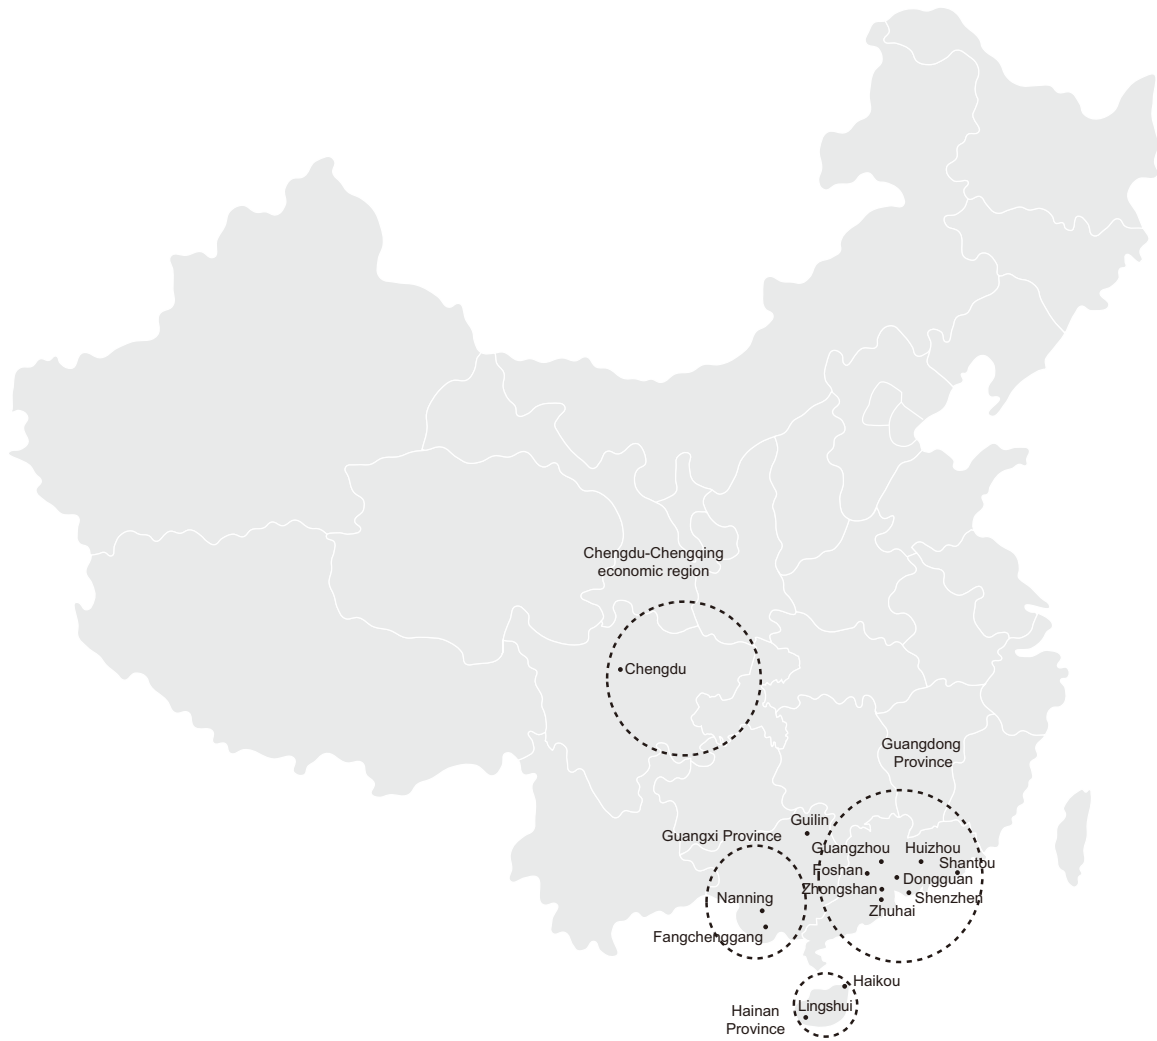 Chengdu-Chengqing
economic region
Chengdu
Guangdong
Province
Guilin
Guangxi Province
Guangzhou
Huizhou
Shantou
Foshan
Dongguan
Zhongshan
Shenzhen
Nanning
Zhuhai
Fangchenggang
Haikou
Lingshui
Hainan
Province